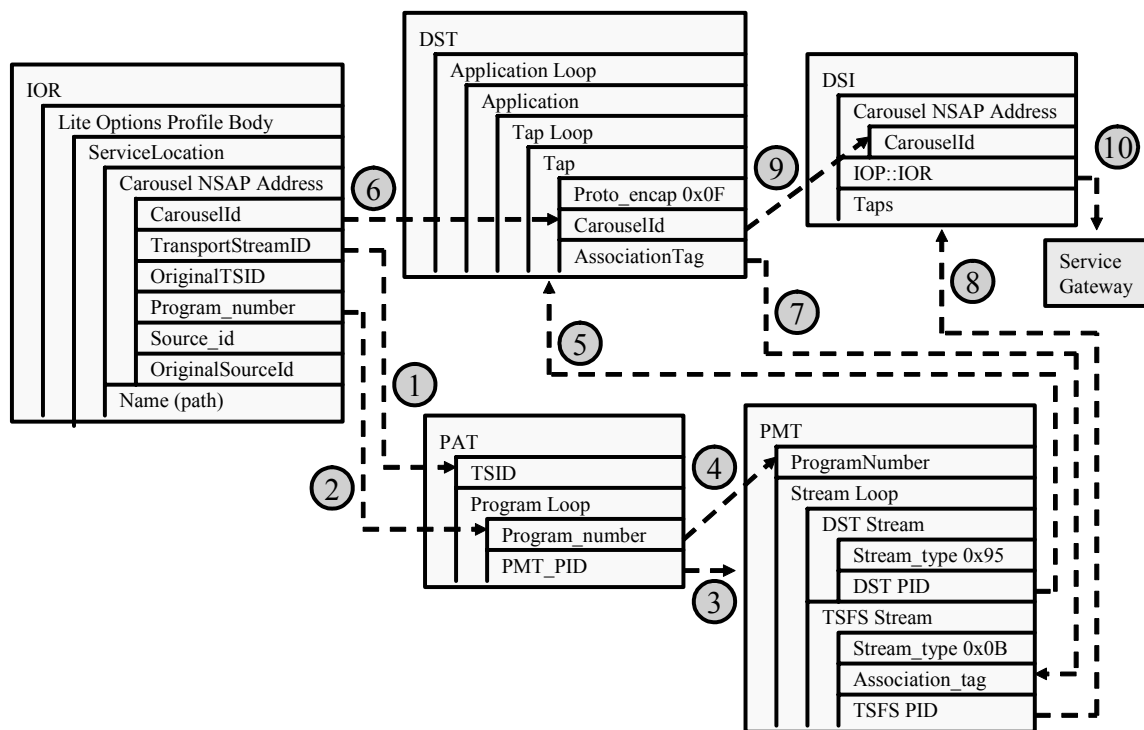 IOR
Lite Options Profile Body
ServiceLocation
Carousel NSAP Address
CarouselId
TransportStreamID
OriginalTSID
Program_number
Source_id
OriginalSourceId
Name (path)
DST
Application Loop
Application
Tap Loop
Tap
Proto_encap 0x0F
CarouselId
AssociationTag
DSI
Carousel NSAP Address
CarouselId
IOP::IOR
Taps
Service
Gateway
PAT
TSID
Program Loop
Program_number
PMT_PID
PMT
ProgramNumber
Stream Loop
DST Stream
Stream_type 0x95
DST PID
TSFS Stream
Stream_type 0x0B
Association_tag
TSFS PID
6
9
10
8
7
5
1
2
4
3